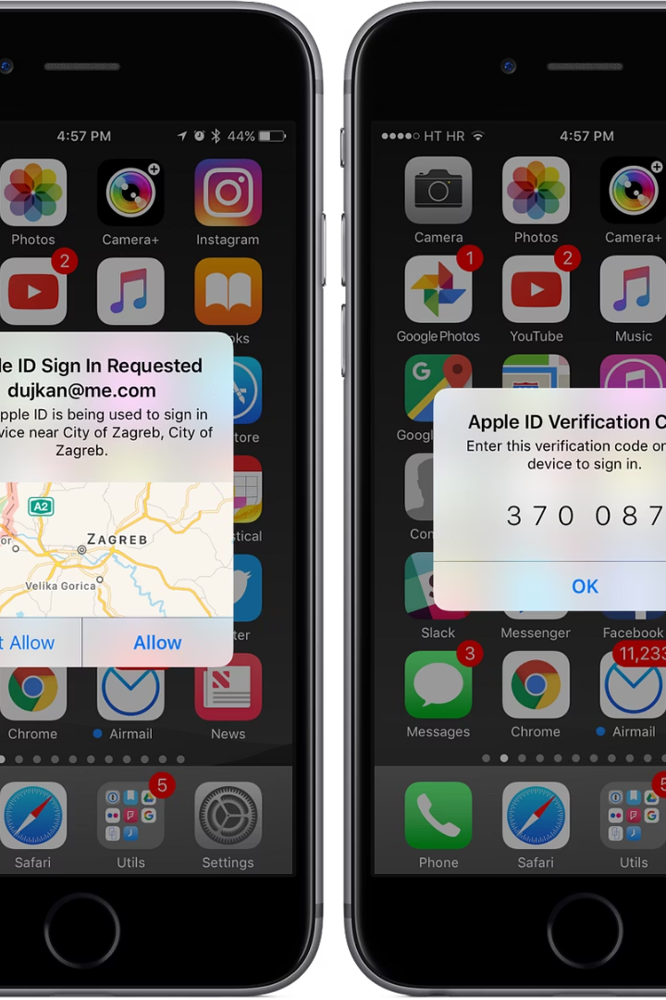 4:57 PM
44%
Photos
Camera+
Instagram
2
le ID Sign In Requested
dujkan@me.com
pple ID is being used to sign in
vice near City of Zagreb, City of
Zagreb.
A2
ZAGREB
or
Velika Gorica
t Allow
Allow
oks
tore
stical
ter
Chrome
Airmail
News
5
Safari
Utils
Settings
HT HR
4:57 PM
Camera
Photos
Camera+
1
2
Google Photos
YouTube
Music
G
Googl
Apple ID Verification C
Enter this verification code on
device to sign in.
370 087
OK
Con
Slack
Messenger
Facebook
3
11,233
Messages
Chrome
Airmail
5
Phone
Safari
Utils